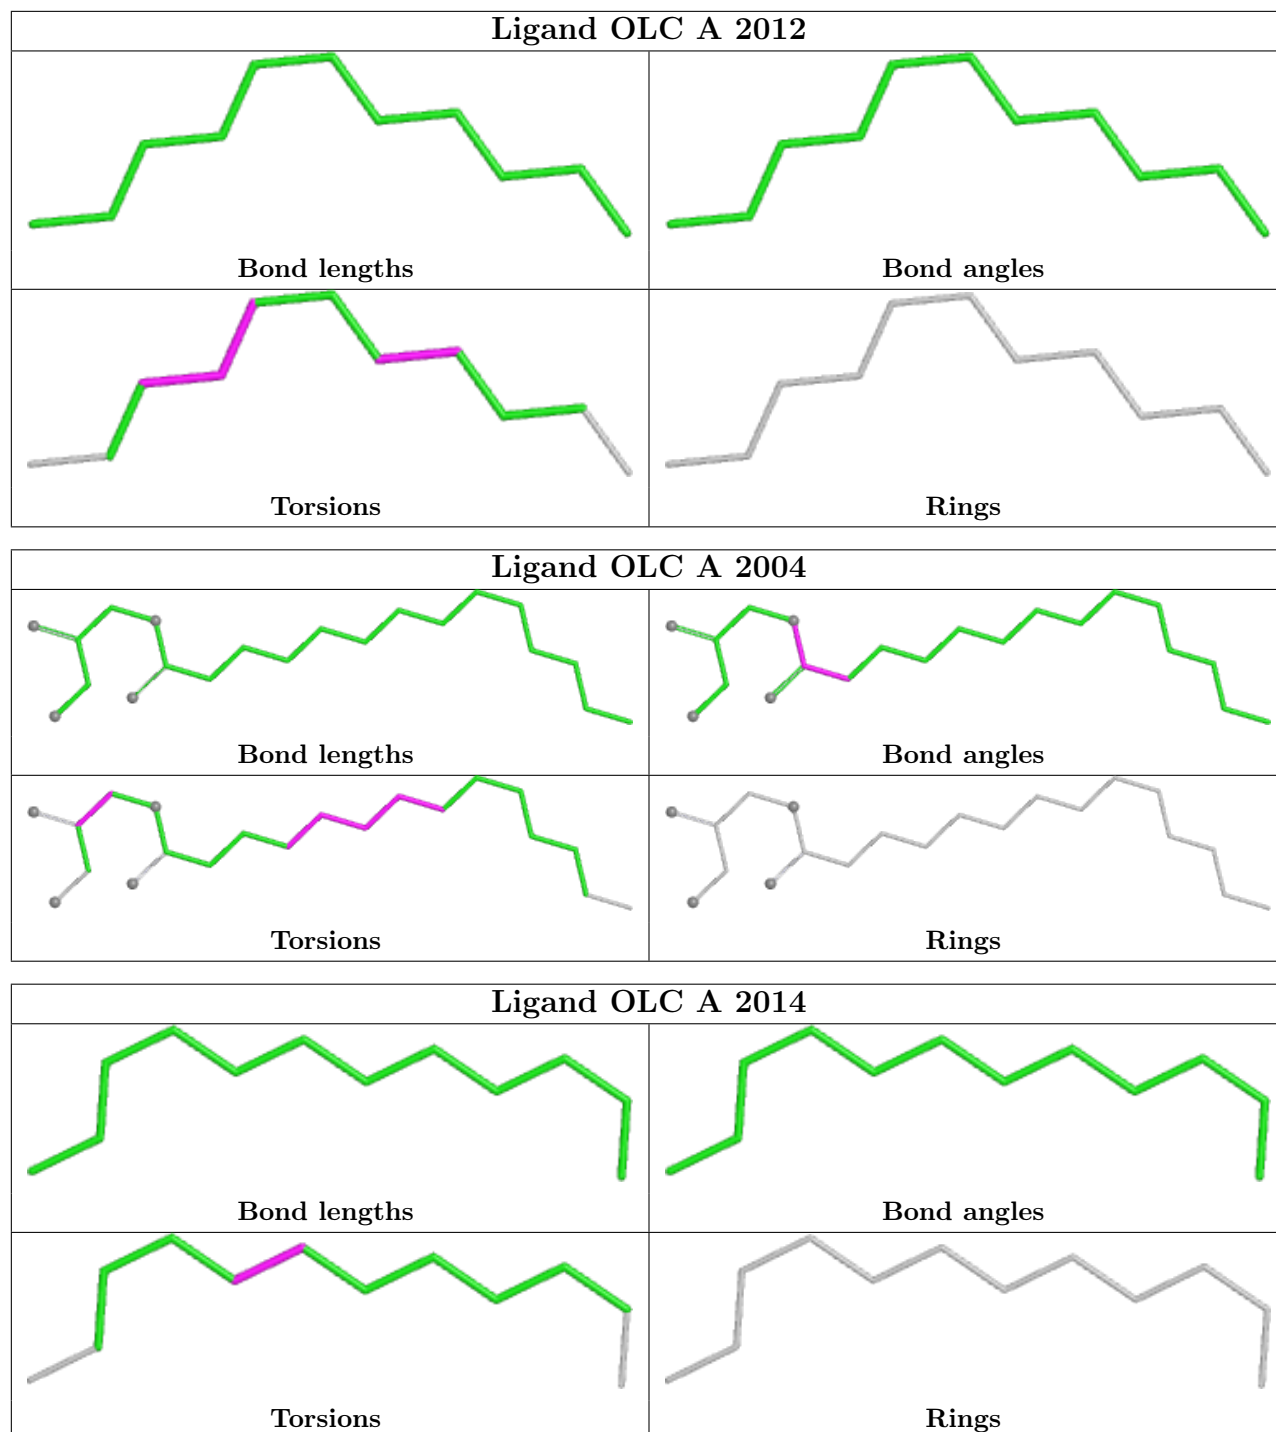 Ligand OLC A 2012
Bond lengths
Bond angles
Torsions
Rings
Ligand OLC A 2004
Bond lengths
Bond angles
Torsions
Rings
Ligand OLC A 2014
Bond lengths
Bond angles
Torsions
Rings